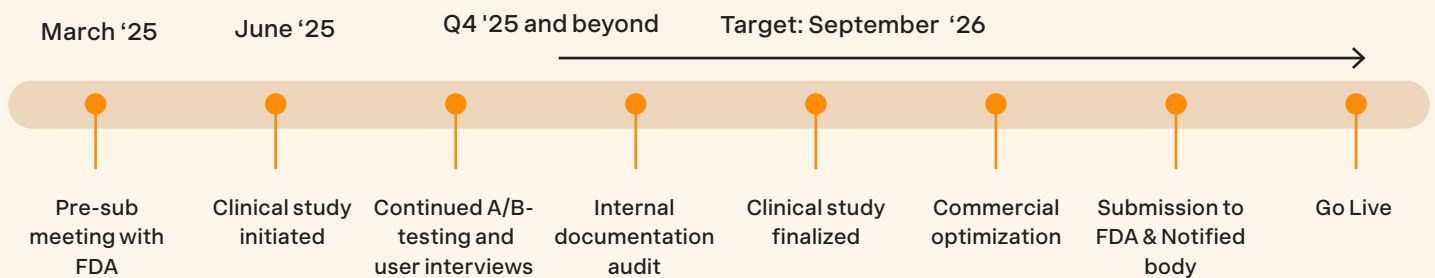 March ‘25
June ‘25
Q4 '25 and beyond
Target: September ‘26
Pre-sub
meeting with
FDA
Clinical study
initiated
Continued A/B-
testing and
user interviews
Internal
documentation
audit
Clinical study
finalized
Commercial
optimization
Submission to
FDA & Notified
body
Go Live